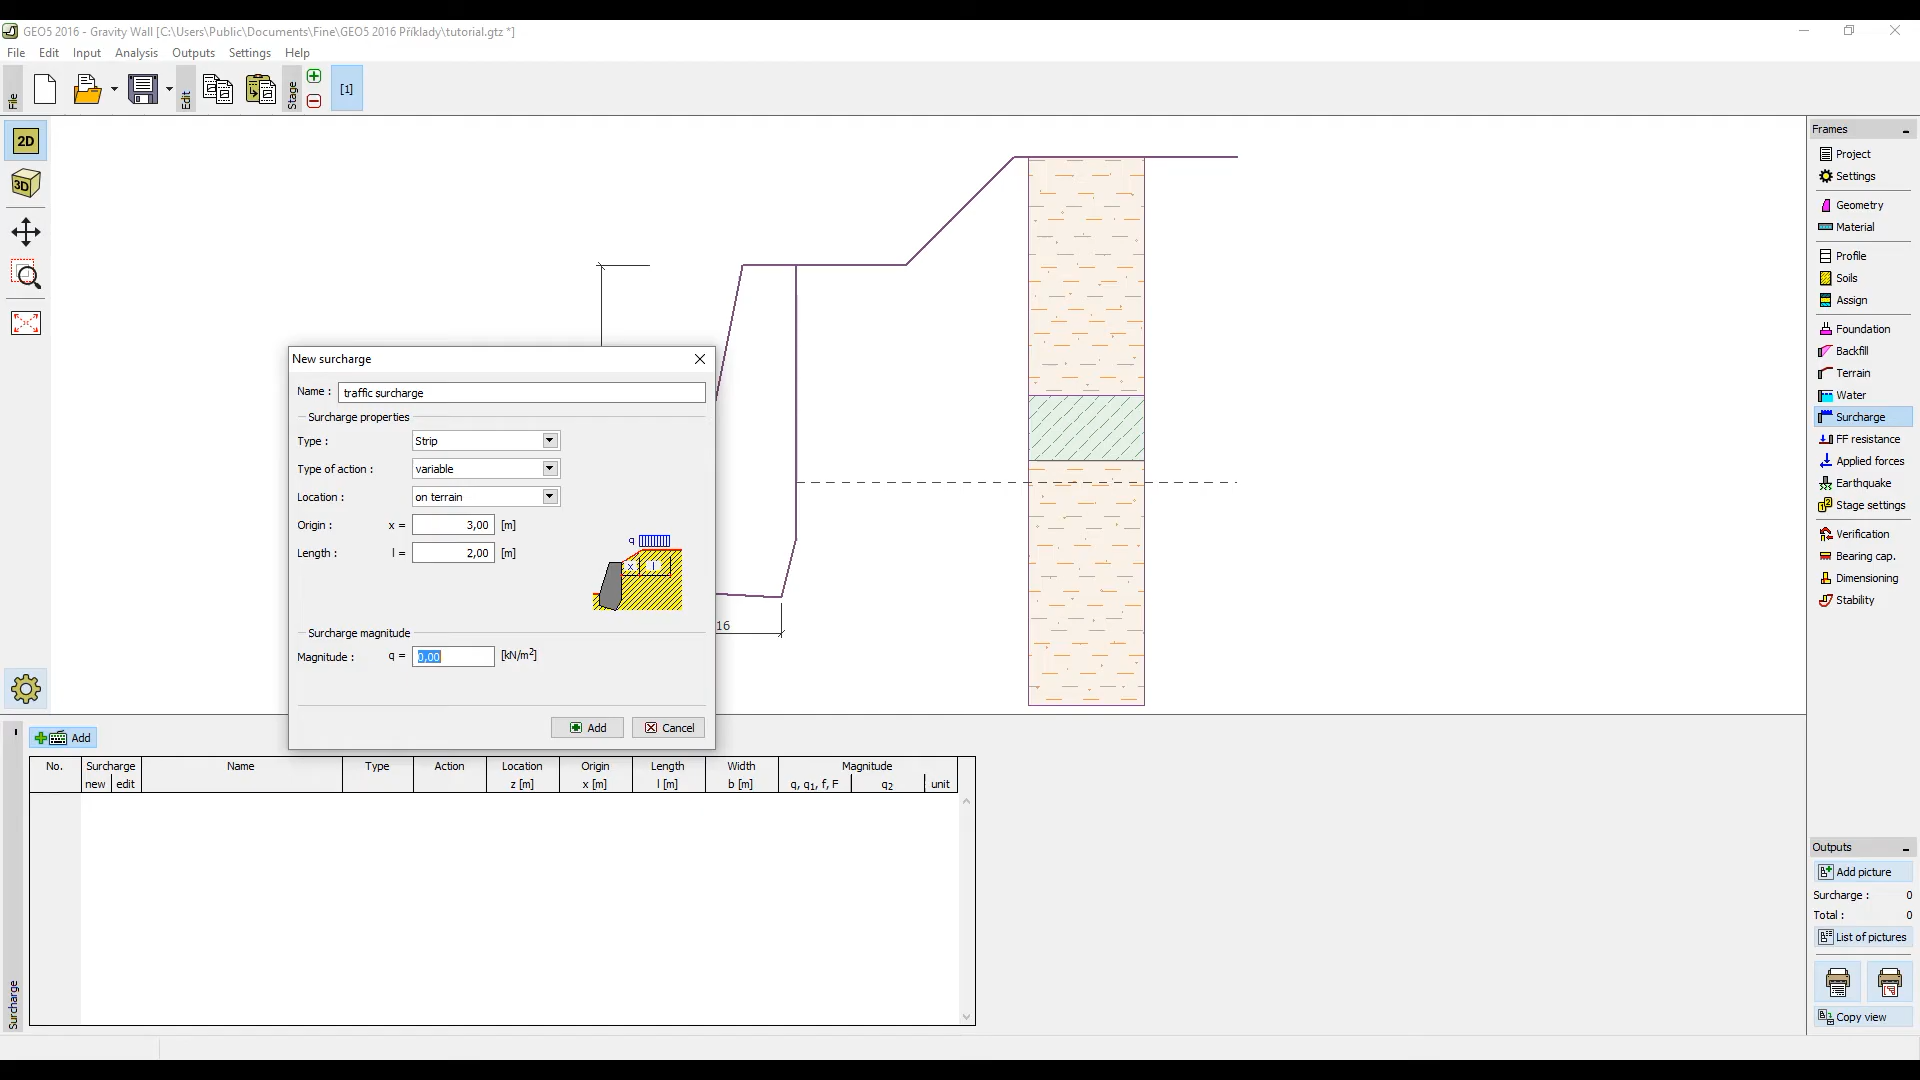 GEO5 2016 - Gravity Wall [C:\Users\Public\Documents\Fine\GEO5 2016 Příklady\tutorial.gtz *]
File Edit Input Analysis Outputs Settings Help
File
Edit
Stage
[1]
2D
3D
16
New surcharge
Name : traffic surcharge
Surcharge properties
Type : Strip
Type of action : variable
Location : on terrain
Origin : x = 3,00 [m]
Length : l = 2,00 [m]
q
x l
Surcharge magnitude
Magnitude : q = 0,00 [kN/m²]
Add Cancel
Frames
Project
Settings
Geometry
Material
Profile
Soils
Assign
Foundation
Backfill
Terrain
Water
Surcharge
FF resistance
Applied forces
Earthquake
Stage settings
Verification
Bearing cap.
Dimensioning
Stability
Add
No. Surcharge Name Type Action Location Origin Length Width Magnitude
new edit z [m] x [m] l [m] b [m] q, q₁, f, F q₂ unit
Surcharge
Outputs
Add picture
Surcharge : 0
Total : 0
List of pictures
Copy view